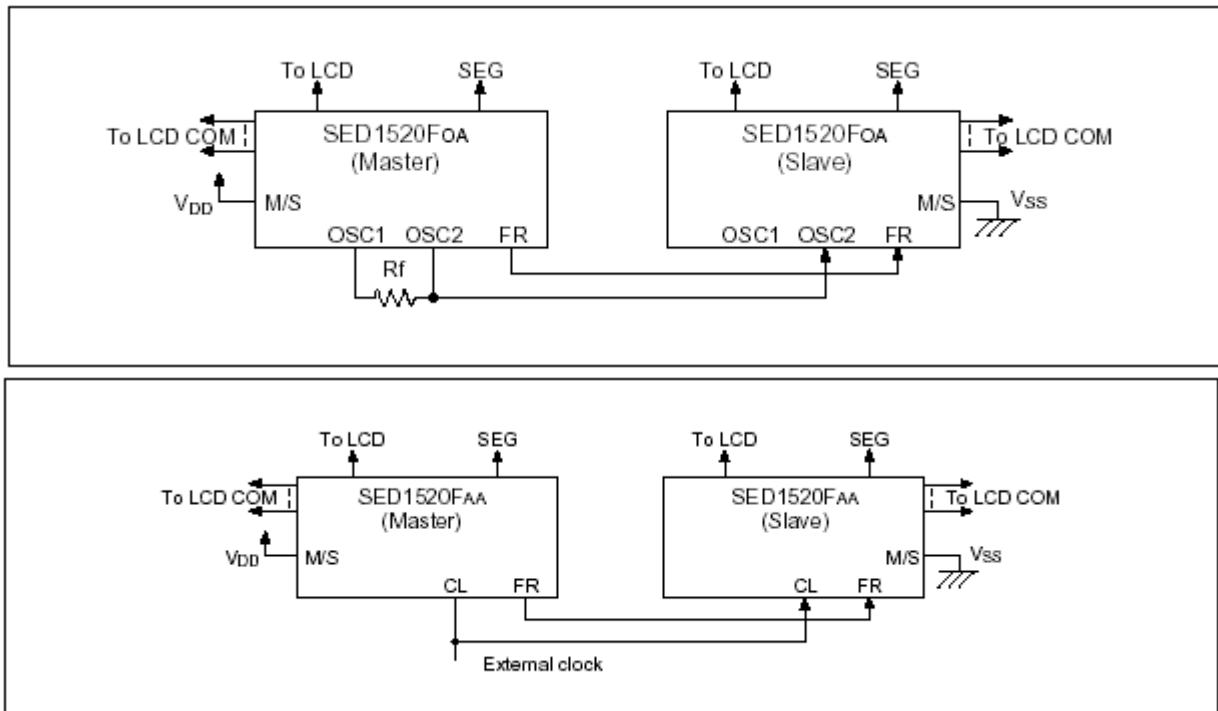 To LCD SEG To LCD SEG
To LCD COM SED1520FOA (Master) SED1520FOA (Slave) To LCD COM
VDD M/S M/S VSS
OSC1 OSC2 FR OSC1 OSC2 FR
Rf
To LCD SEG To LCD SEG
To LCD COM SED1520FAA (Master) SED1520FAA (Slave) To LCD COM
VDD M/S M/S VSS
CL FR CL FR
External clock